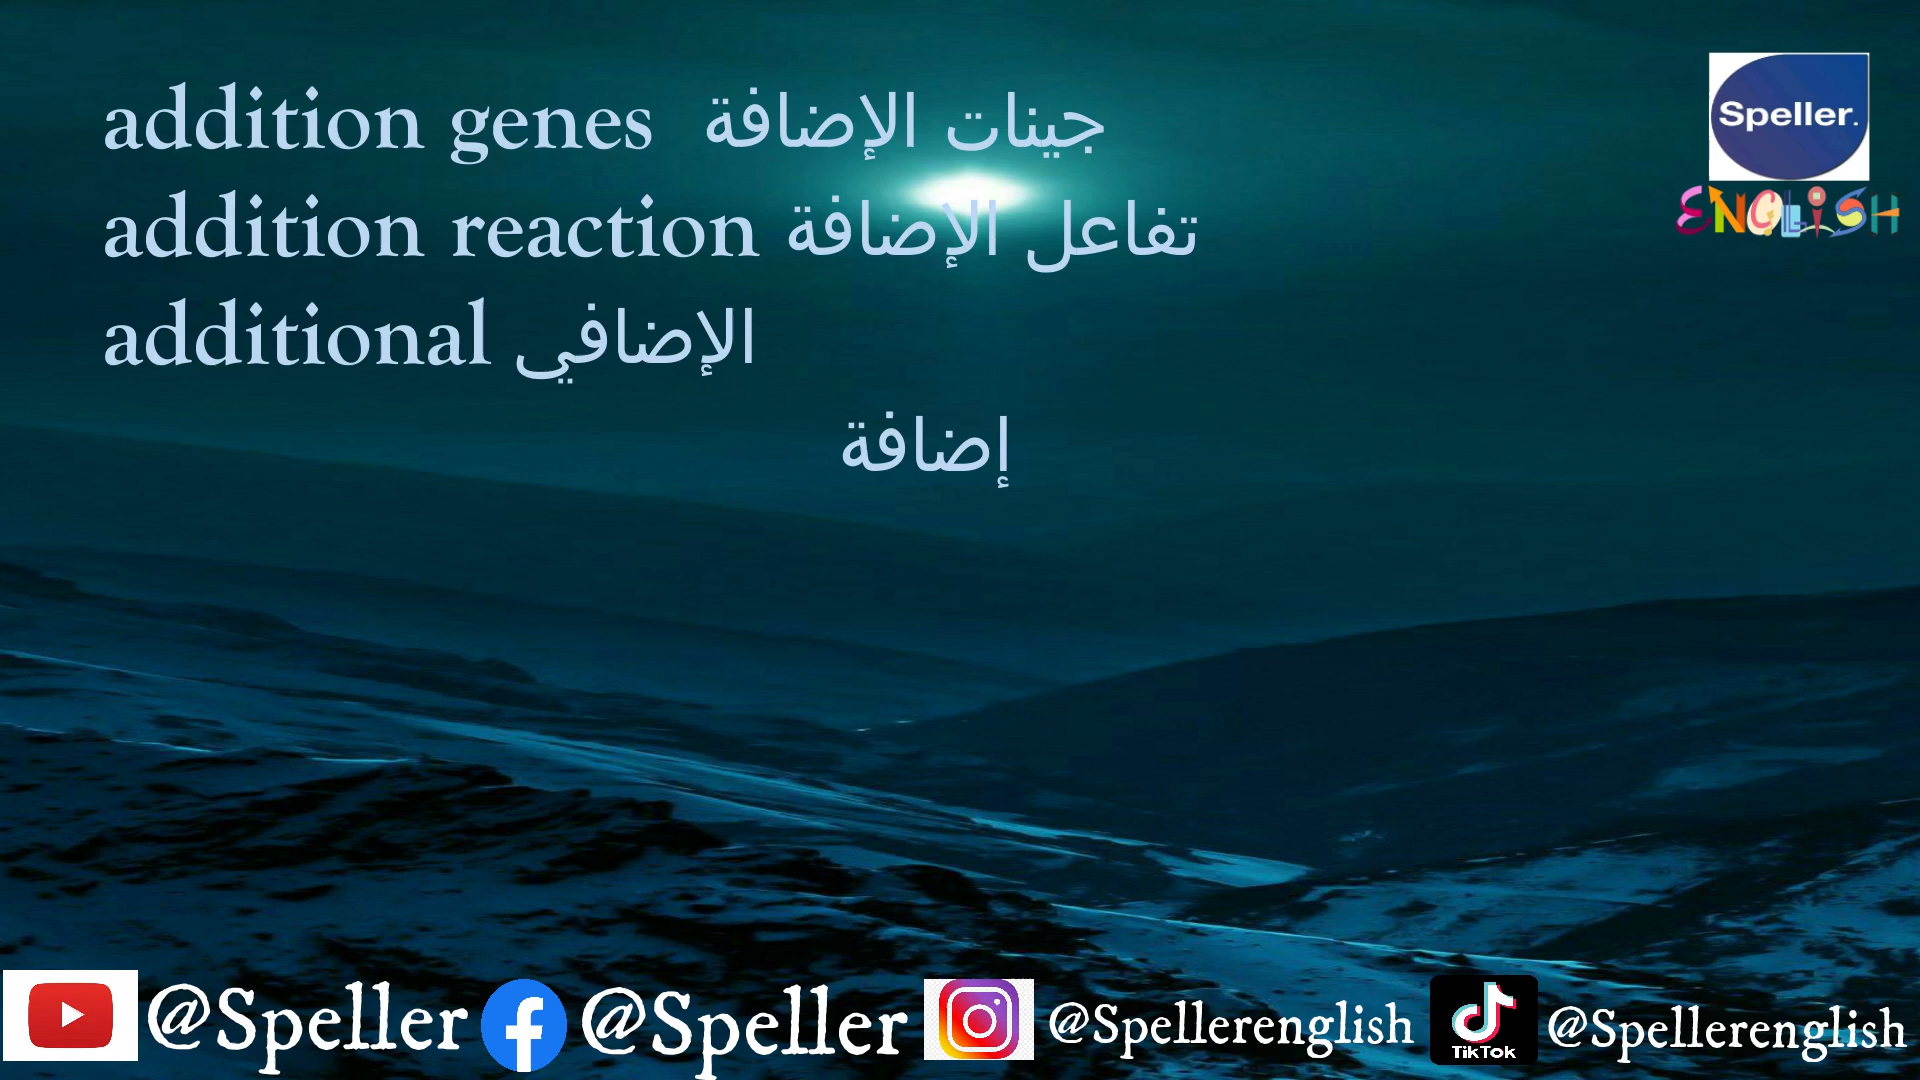 addition genes جينات الإضافة
addition reaction تفاعل الإضافة
additional الإضافي
إضافة
Speller.
ENGLISH
@Speller @Speller @Spellerenglish TikTok @Spellerenglish